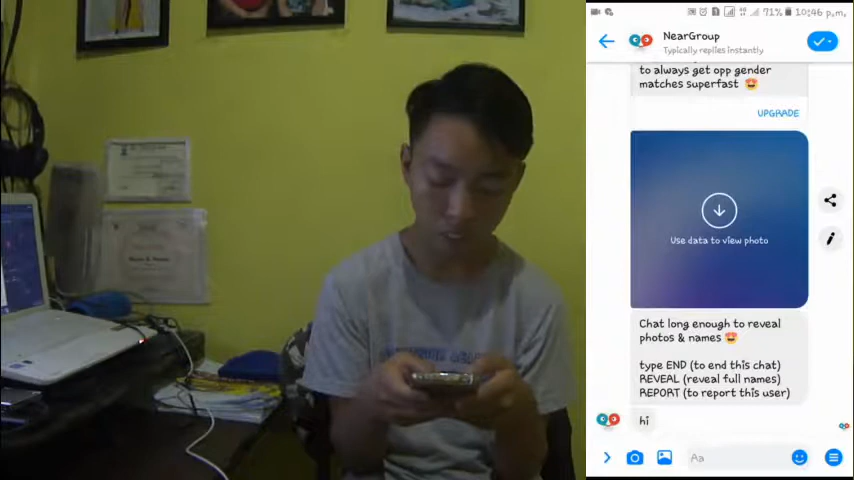 71% 10:46 p.m.
NearGroup
Typically replies instantly
to always get opp gender
matches superfast 😍
UPGRADE
Use data to view photo
Chat long enough to reveal
photos & names 😍
type END (to end this chat)
REVEAL (reveal full names)
REPORT (to report this user)
hi
Aa